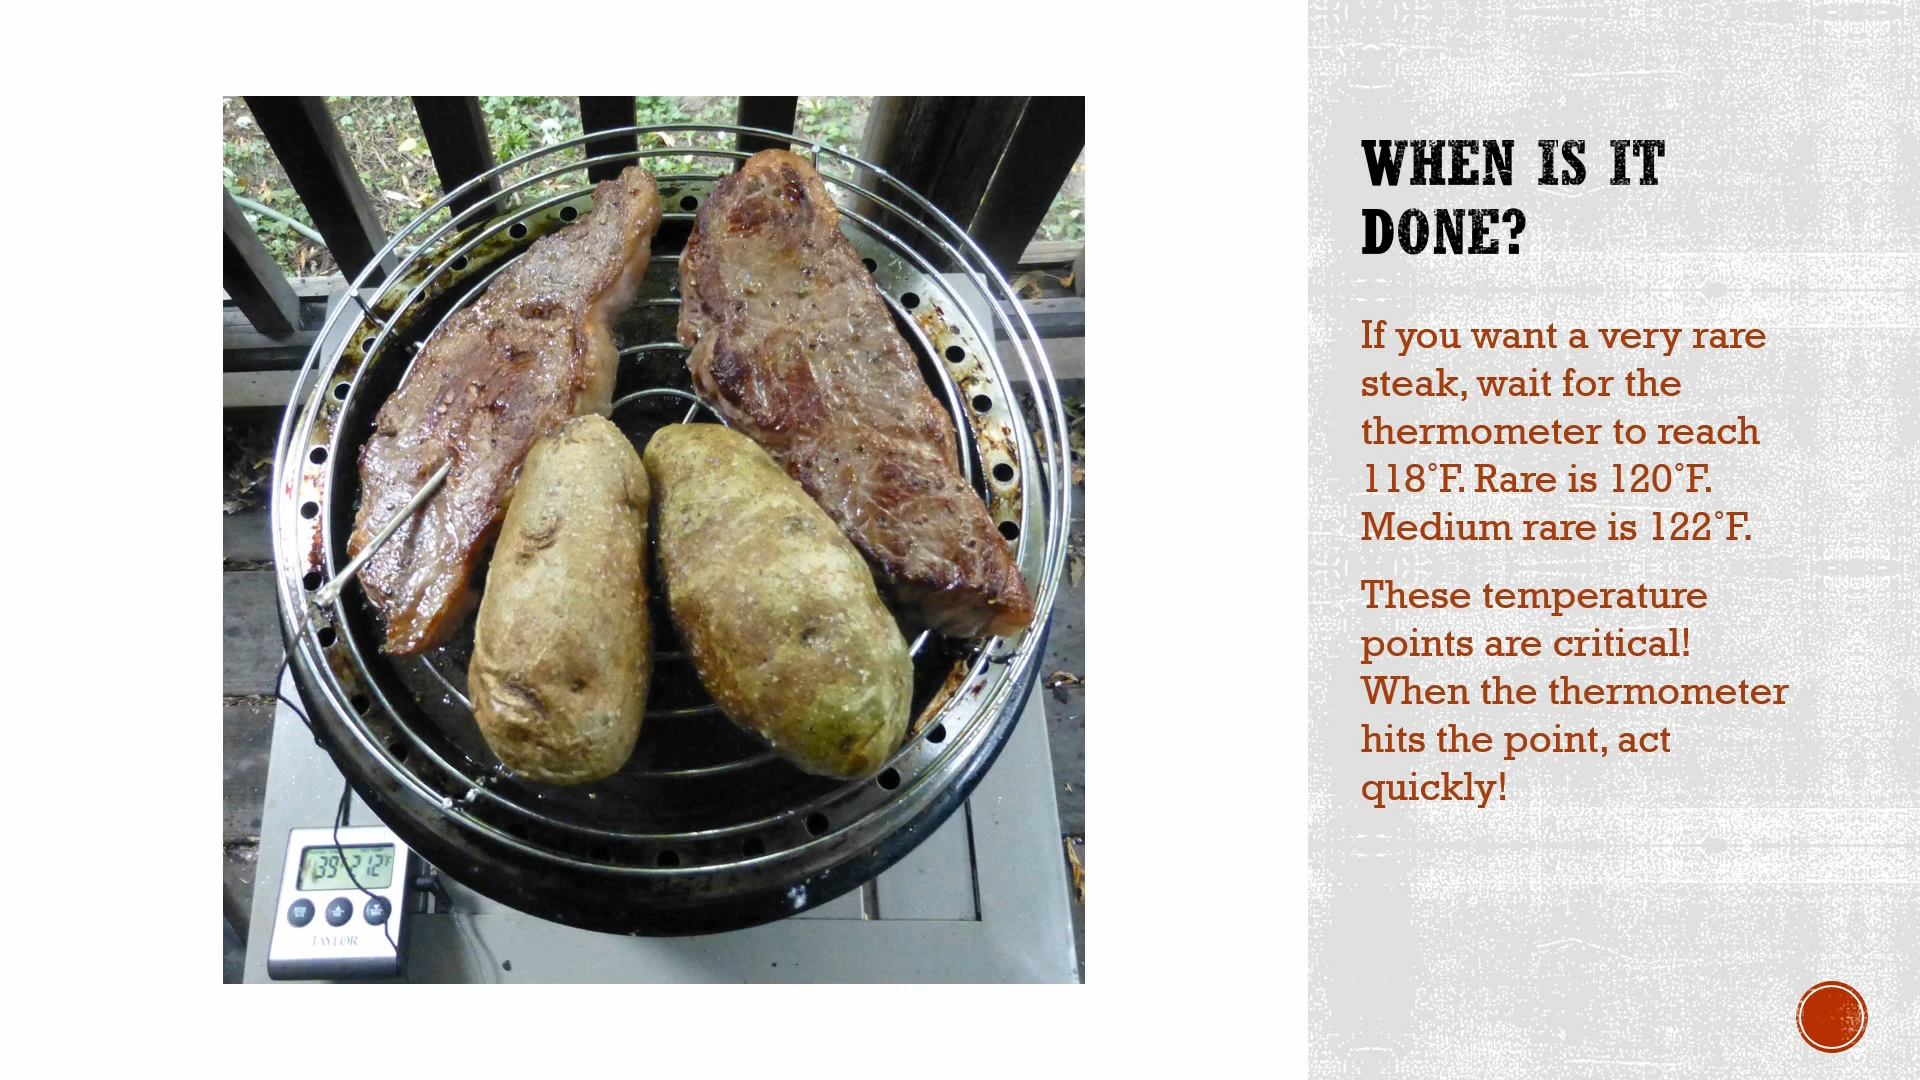 WHEN IS IT
DONE?
If you want a very rare
steak, wait for the
thermometer to reach
118°F. Rare is 120°F.
Medium rare is 122°F.
These temperature
points are critical!
When the thermometer
hits the point, act
quickly!
TAYLOR